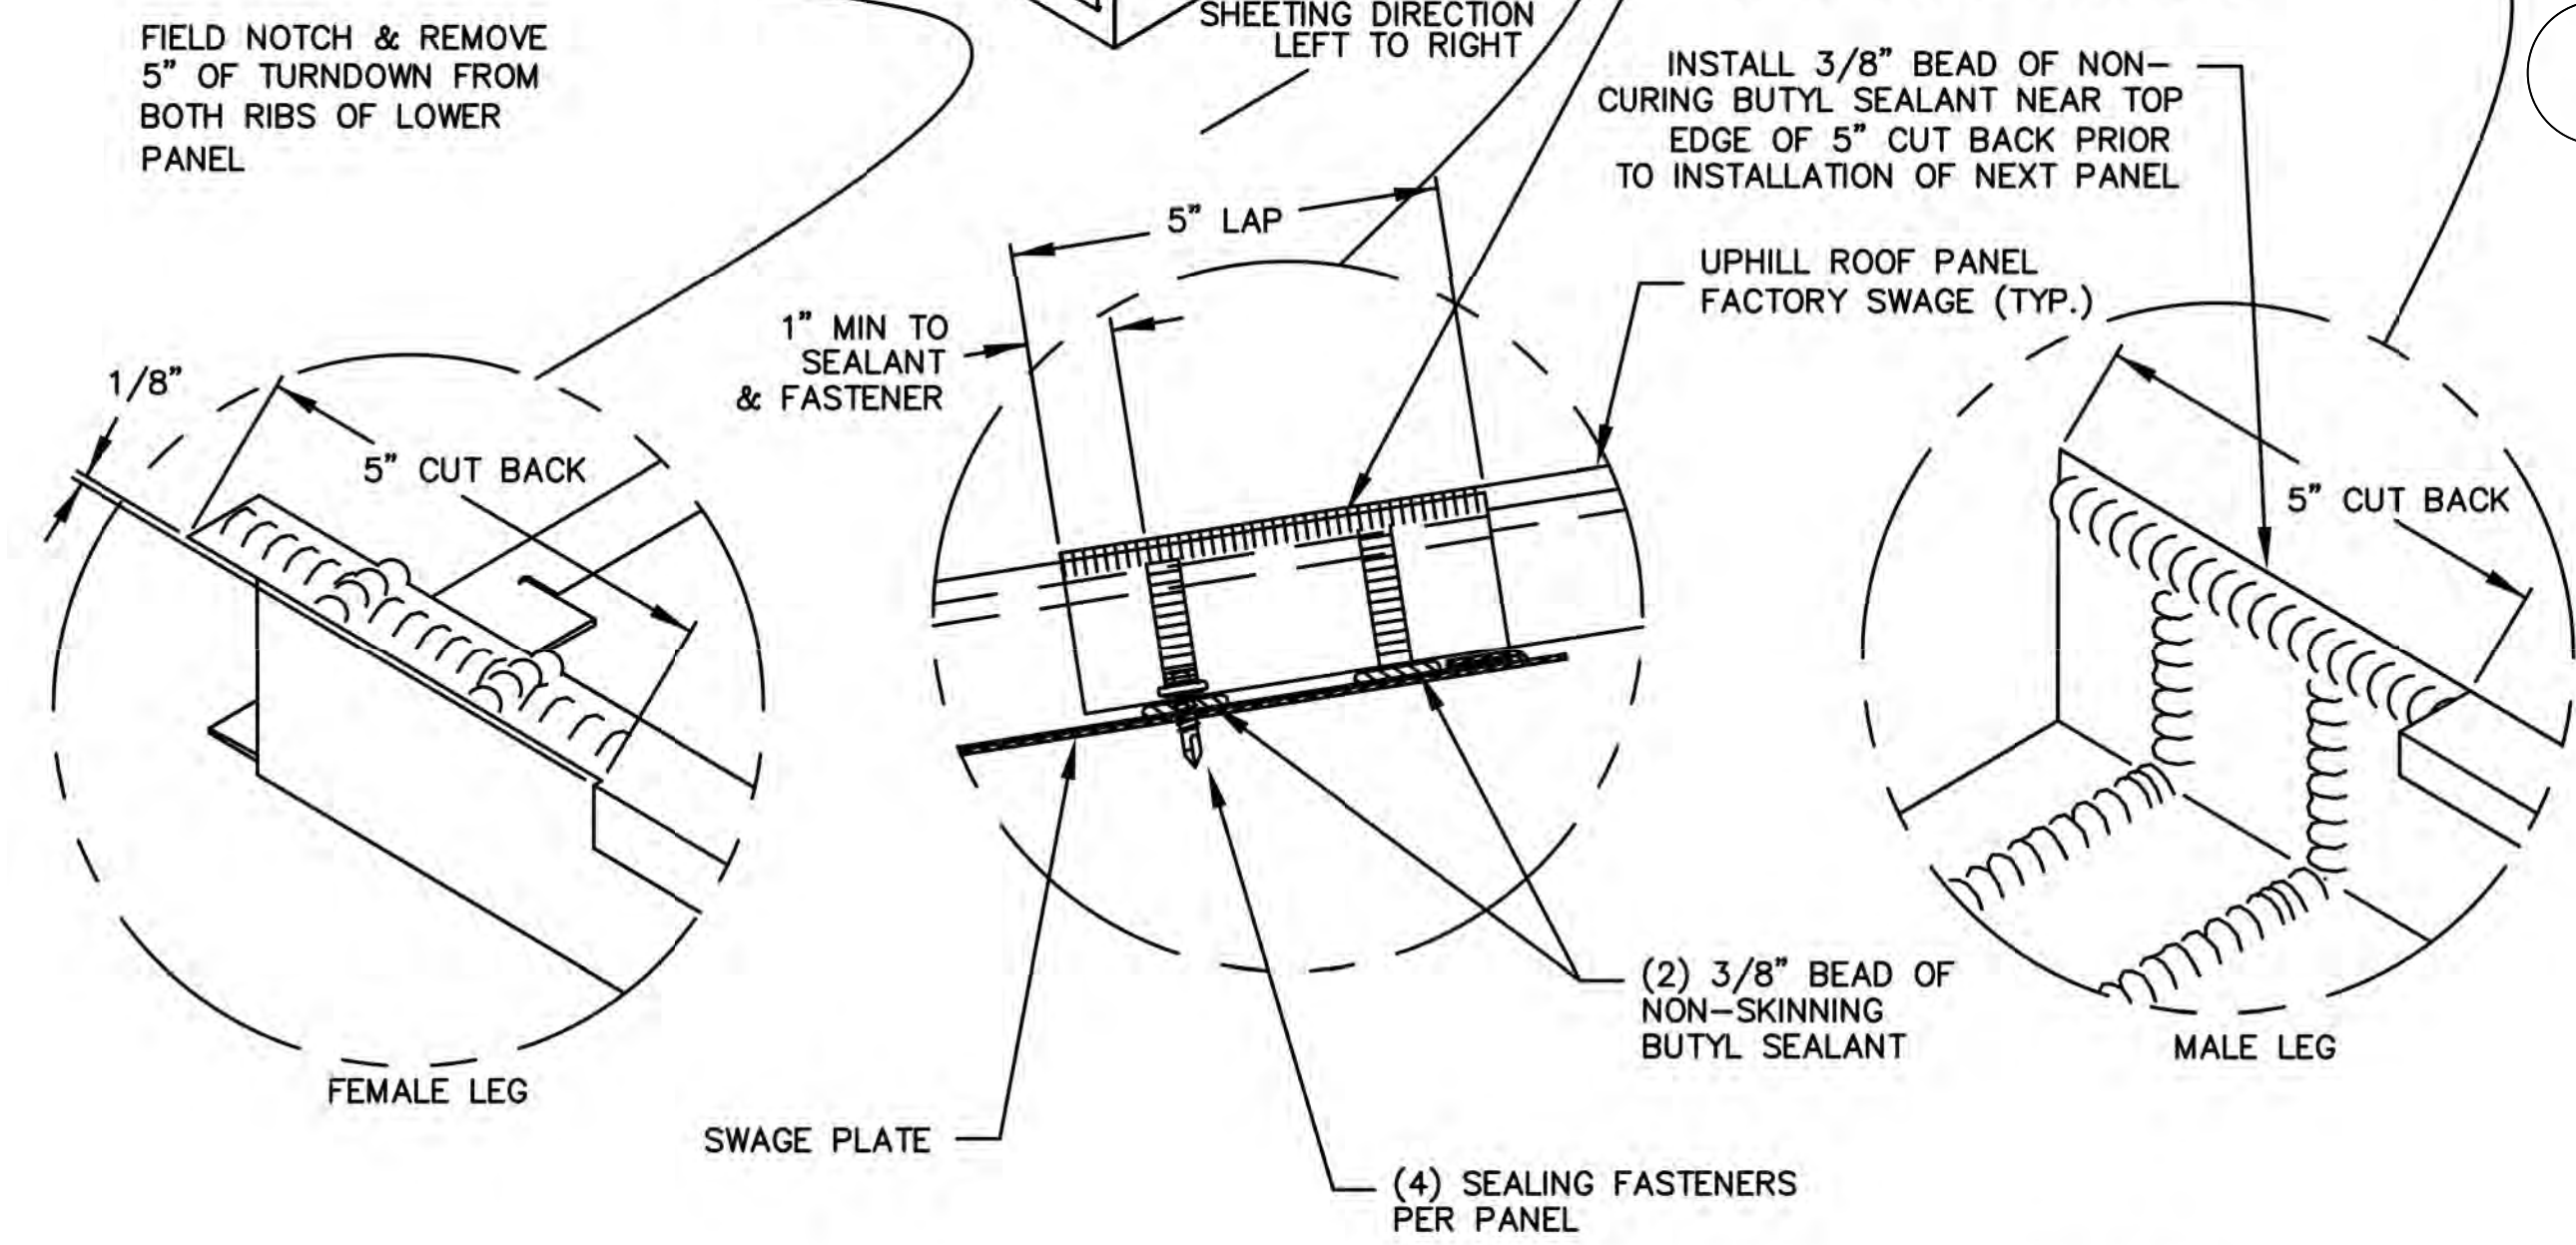 FIELD NOTCH & REMOVE
5" OF TURNDOWN FROM
BOTH RIBS OF LOWER
PANEL
SHEETING DIRECTION
LEFT TO RIGHT
INSTALL 3/8" BEAD OF NON-
CURING BUTYL SEALANT NEAR TOP
EDGE OF 5" CUT BACK PRIOR
TO INSTALLATION OF NEXT PANEL
5" LAP
UPHILL ROOF PANEL
FACTORY SWAGE (TYP.)
1" MIN TO
SEALANT
& FASTENER
1/8"
5" CUT BACK
5" CUT BACK
(2) 3/8" BEAD OF
NON-SKINNING
BUTYL SEALANT
MALE LEG
FEMALE LEG
SWAGE PLATE
(4) SEALING FASTENERS
PER PANEL